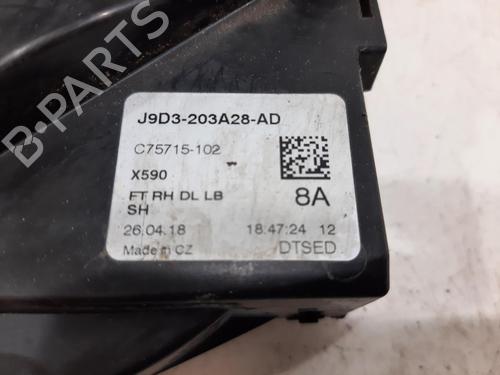 J9D3-203A28-AD
C75715-102
X590
FT RH DL LB
SH
8A
26.04.18 18:47:24 12
Made in CZ DTSED